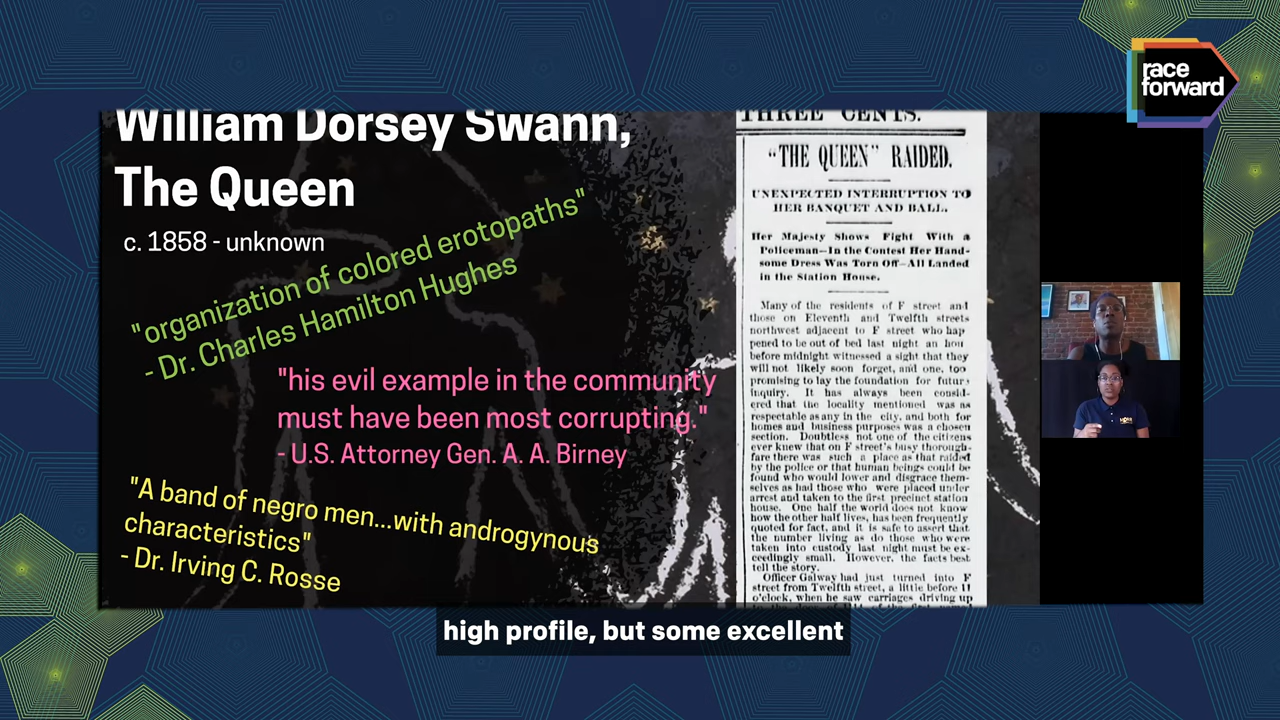 race
forward
William Dorsey Swann,
The Queen
c. 1858 - unknown
"organization of colored erotopaths"
- Dr. Charles Hamilton Hughes
"his evil example in the community
must have been most corrupting."
- U.S. Attorney Gen. A. A. Birney
"A band of negro men...with androgynous
characteristics"
- Dr. Irving C. Rosse
THREE CENTS.
"THE QUEEN" RAIDED.
UNEXPECTED INTERRUPTION TO
HER BANQUET AND BALL.
Her Majesty Shows Fight With a
Policeman—In the Contest Her Hand-
some Dress Was Torn Off—All Landed
in the Station House.
Many of the residents of F street and
those on Eleventh and Twelfth streets
northwest adjacent to F street who hap
pened to be out of bed last night an hou
before midnight witnessed a sight that they
will not likely soon forget, and one, too
promising to lay the foundation for futur
inquiry. It has always been consid-
ered that the locality mentioned was as
respectable as any in the city, and both for
homes and business purposes was a chosen
section. Doubtless not one of the citizens
ever knew that on F street's busy thorough-
fare there was such a place as that raided
by the police or that human beings could be
found who would lower and disgrace them-
selves as had those who were placed under
arrest and taken to the first precinct station
house. One half the world does not know
how the other half lives, has been frequently
quoted for fact, and it is safe to assert that
the number living as do those who were
taken into custody last night must be ex-
ceedingly small. However, the facts best
tell the story.
Officer Galway had just turned into F
street from Twelfth street, a little before 11
o'clock, when he saw carriages driving up
high profile, but some excellent